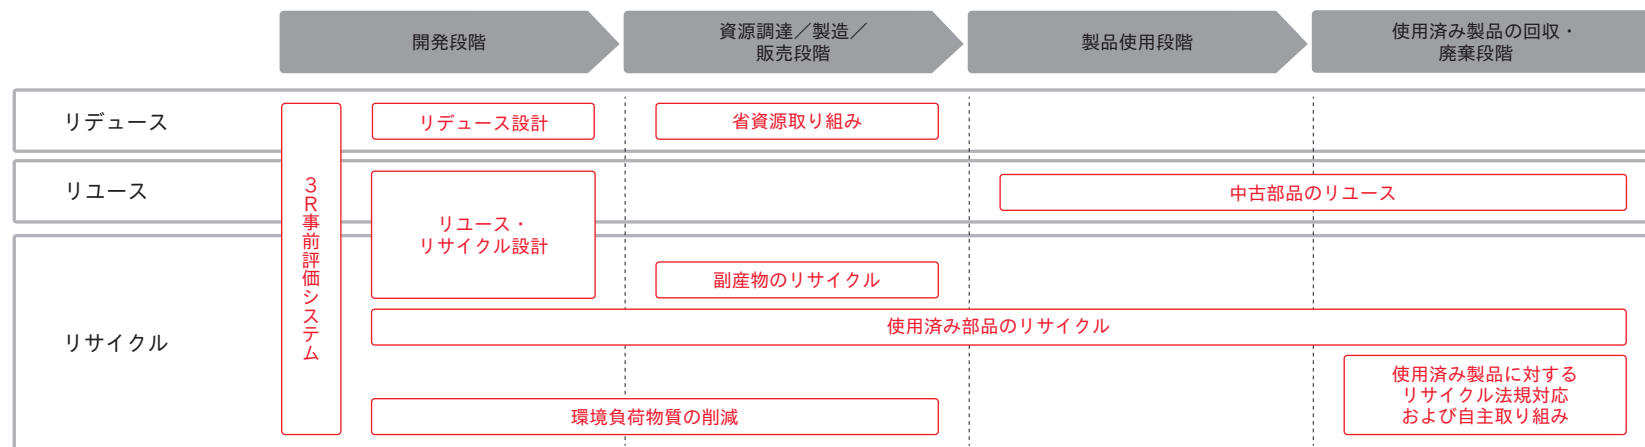 開発段階
資源調達／製造／
販売段階
製品使用段階
使用済み製品の回収・
廃棄段階
リデュース
3R事前評価システム
リデュース設計
省資源取り組み
リユース
リユース・
リサイクル設計
中古部品のリユース
リサイクル
副産物のリサイクル
使用済み部品のリサイクル
使用済み製品に対する
リサイクル法規対応
および自主取り組み
環境負荷物質の削減